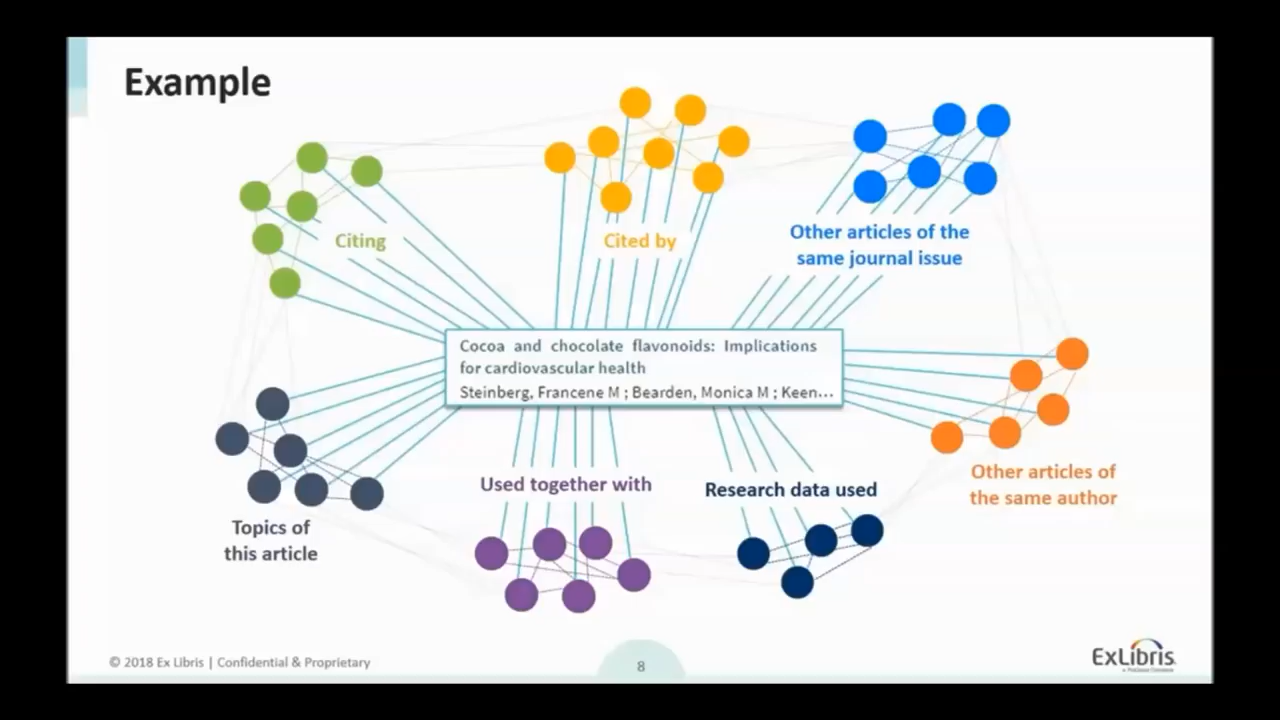 Example
Citing
Cited by
Other articles of the
same journal issue
Cocoa and chocolate flavonoids: Implications
for cardiovascular health
Steinberg, Francene M ; Bearden, Monica M ; Keen...
Used together with
Research data used
Other articles of
the same author
Topics of
this article
© 2018 Ex Libris | Confidential & Proprietary
8
ExLibris